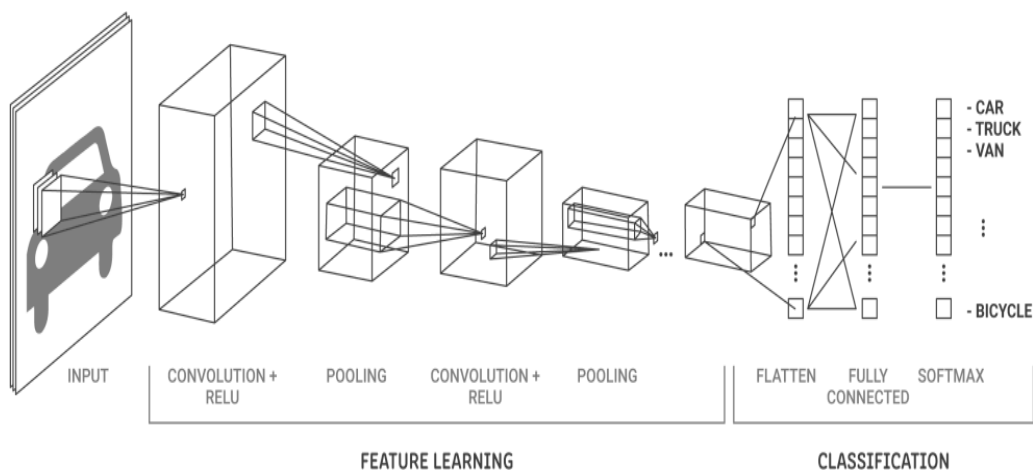 - CAR
- TRUCK
- VAN
- BICYCLE
INPUT
CONVOLUTION +
RELU
POOLING
CONVOLUTION +
RELU
POOLING
FLATTEN
FULLY
CONNECTED
SOFTMAX
FEATURE LEARNING
CLASSIFICATION